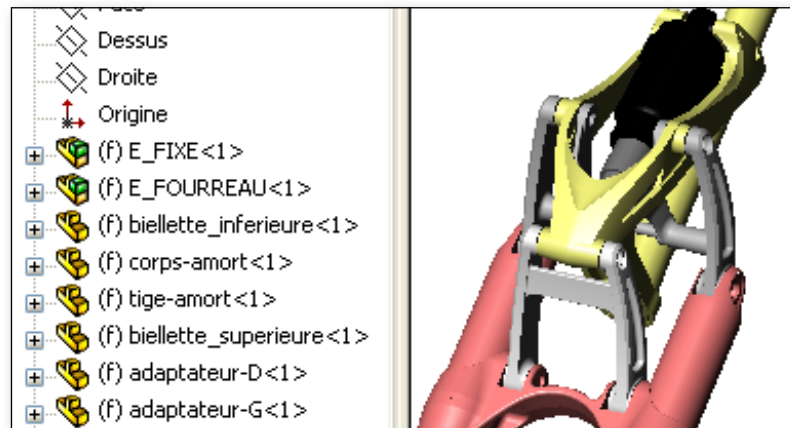 Dessus
Droite
Origine
(f) E_FIXE<1>
(f) E_FOURREAU<1>
(f) biellette_inferieure<1>
(f) corps-amort<1>
(f) tige-amort<1>
(f) biellette_superieure<1>
(f) adaptateur-D<1>
(f) adaptateur-G<1>